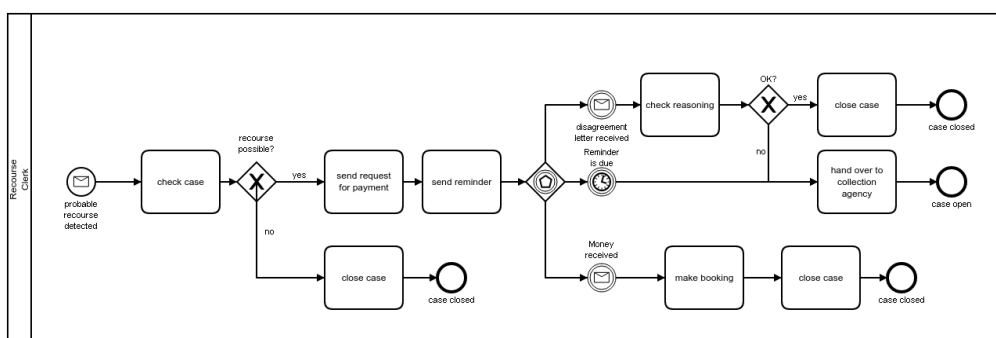 Recourse
Clerk
probable
recourse
detected
check case
recourse
possible?
yes
no
send request
for payment
send reminder
close case
case closed
disagreement
letter received
check reasoning
OK?
yes
no
close case
case closed
Reminder
is due
hand over to
collection
agency
case open
Money
received
make booking
close case
case closed